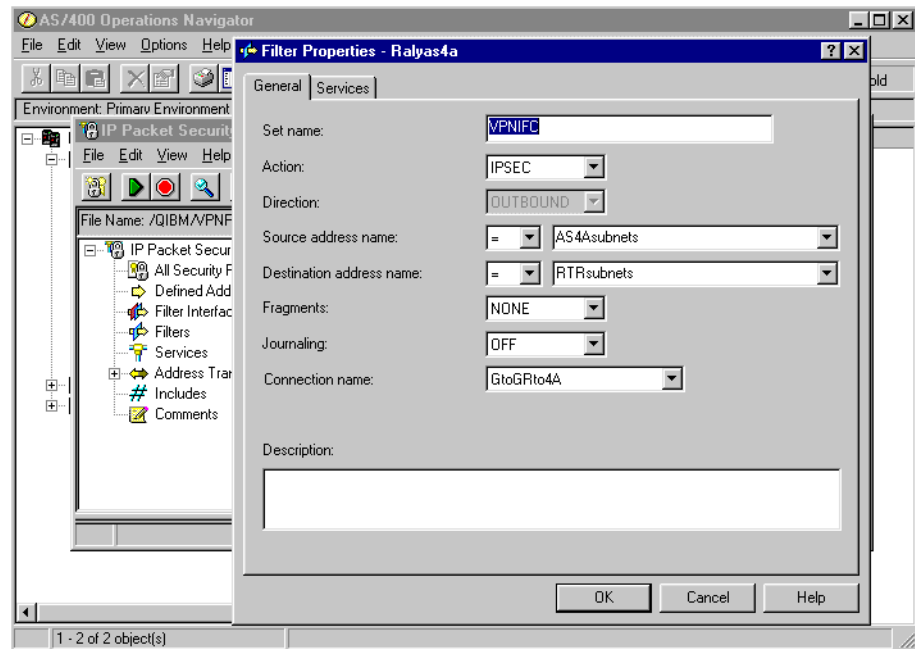 AS/400 Operations Navigator
File Edit View Options Help
Environment: Primary Environment
IP Packet Securit
File Edit View Help
File Name: /QIBM/VPNF
IP Packet Secur
All Security F
Defined Add
Filter Interfac
Filters
Services
Address Tran
Includes
Comments
1 - 2 of 2 object(s)
old
Filter Properties - Ralyas4a
General Services
Set name: VPNIFC
Action: IPSEC
Direction: OUTBOUND
Source address name: = AS4Asubnets
Destination address name: = RTRsubnets
Fragments: NONE
Journaling: OFF
Connection name: GtoGRto4A
Description:
OK Cancel Help